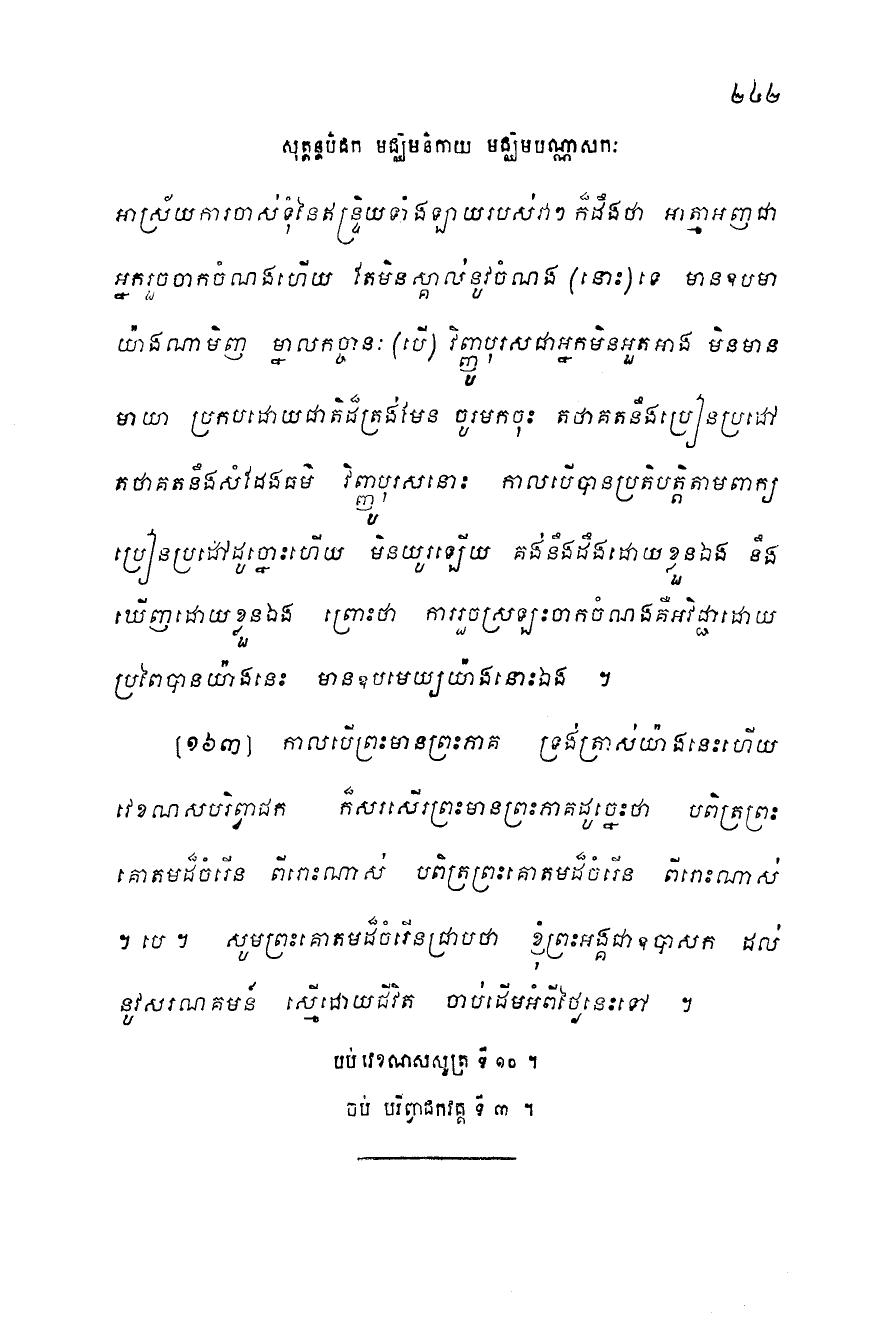 ២៤២
សុត្តន្តបិដក មជ្ឈិមនិកាយ មជ្ឈិមបណ្ណាសកៈ
អាស្រ័យការចាស់ទុំនៃឥន្ទ្រិយទាំងឡាយរបស់វាៗ ក៏ដឹងថា អាត្មាអញជា
អ្នករួចចាកចំណងហើយ តែមិនស្គាល់នូវចំណង (នោះ) ទេ មានឧបមា
យ៉ាងណាមិញ ម្នាលកច្ចានៈ (បើ) វិញ្ញូបុរសជាអ្នកមិនអួតអាង មិនមាន
មាយា ប្រកបដោយជាតិដ៏ត្រង់មែន ចូរមកចុះ តថាគតនឹងប្រៀនប្រដៅ
តថាគតនឹងសំដែងធម៌ វិញ្ញូបុរសនោះ កាលបើបានប្រតិបត្តិតាមពាក្យ
ប្រៀនប្រដៅដូច្នោះហើយ មិនយូរឡើយ គង់នឹងដឹងដោយខ្លួនឯង នឹង
ឃើញដោយខ្លួនឯង ព្រោះថា ការរួចស្រឡះចាកចំណងគឺអវិជ្ជាដោយ
ប្រពៃបានយ៉ាងនេះ មានឧបមេយ្យយ៉ាងនោះឯង ។
[១៦៣] កាលបើព្រះមានព្រះភាគ ទ្រង់ត្រាស់យ៉ាងនេះហើយ
វេខណសបរិព្វាជក ក៏សរសើរព្រះមានព្រះភាគដូច្នេះថា បពិត្រព្រះ
គោតមដ៏ចំរើន ពីរោះណាស់ បពិត្រព្រះគោតមដ៏ចំរើន ពីរោះណាស់
។ បេ ។ សូមព្រះគោតមដ៏ចំរើនជ្រាបថា ខ្ញុំព្រះអង្គជាឧបាសក ដល់
នូវសរណគមន៍ ស្មើដោយជីវិត ចាប់ដើមអំពីថ្ងៃនេះទៅ ។
ចប់ វេខណសសូត្រ ទី ១០ ។
ចប់ បរិព្វាជកវគ្គ ទី ៣ ។